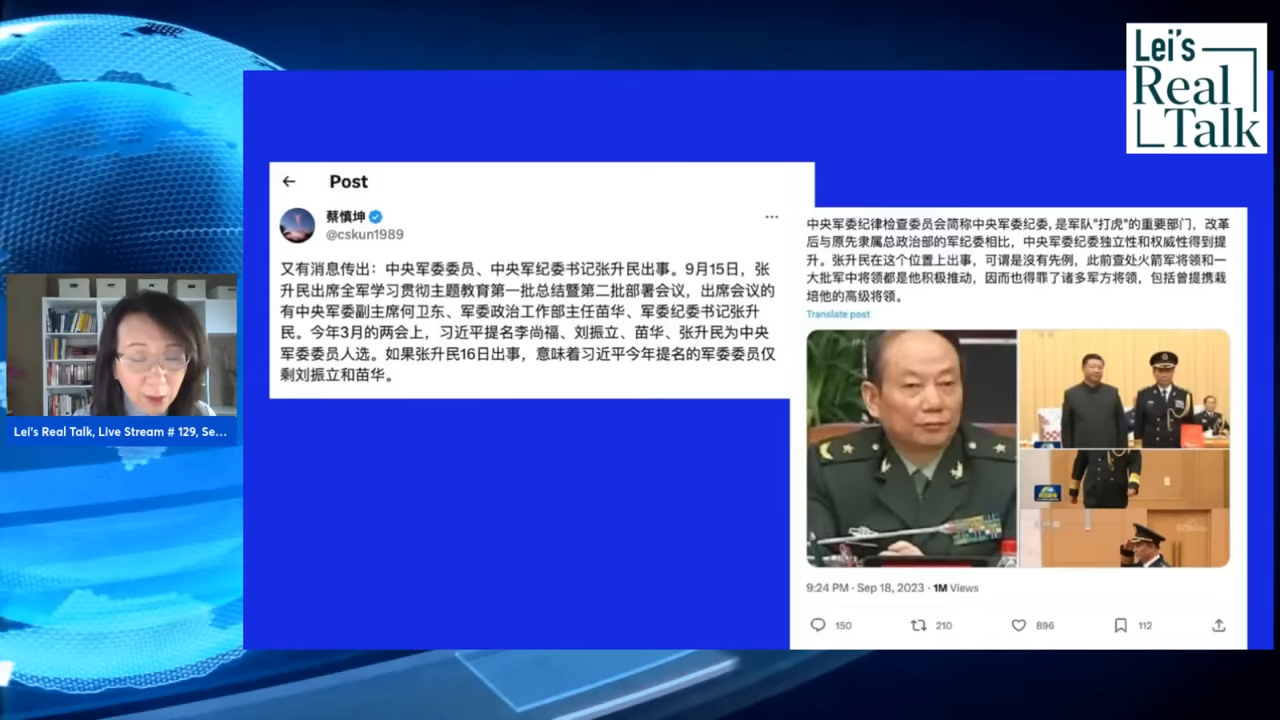 Lei's
Real
Talk
Post
蔡慎坤
@cskun1989
又有消息传出：中央军委委员、中央军纪委书记张升民出事。9月15日，张
升民出席全军学习贯彻主题教育第一批总结暨第二批部署会议，出席会议的
有中央军委副主席何卫东、军委政治工作部主任苗华、军委纪委书记张升
民。今年3月的两会上，习近平提名李尚福、刘振立、苗华、张升民为中央
军委委员人选。如果张升民16日出事，意味着习近平今年提名的军委委员仅
剩刘振立和苗华。
中央军委纪律检查委员会简称中央军委纪委, 是军队"打虎"的重要部门，改革
后与原先隶属总政治部的军纪委相比，中央军委纪委独立性和权威性得到提
升。张升民在这个位置上出事，可谓是沒有先例，此前查处火箭军将领和一
大批军中将领都是他积极推动，因而也得罪了诸多军方将领，包括曾提携栽
培他的高级将领。
Translate post
9:24 PM · Sep 18, 2023 · 1M Views
150
210
896
112
Lei's Real Talk, Live Stream # 129, Se...